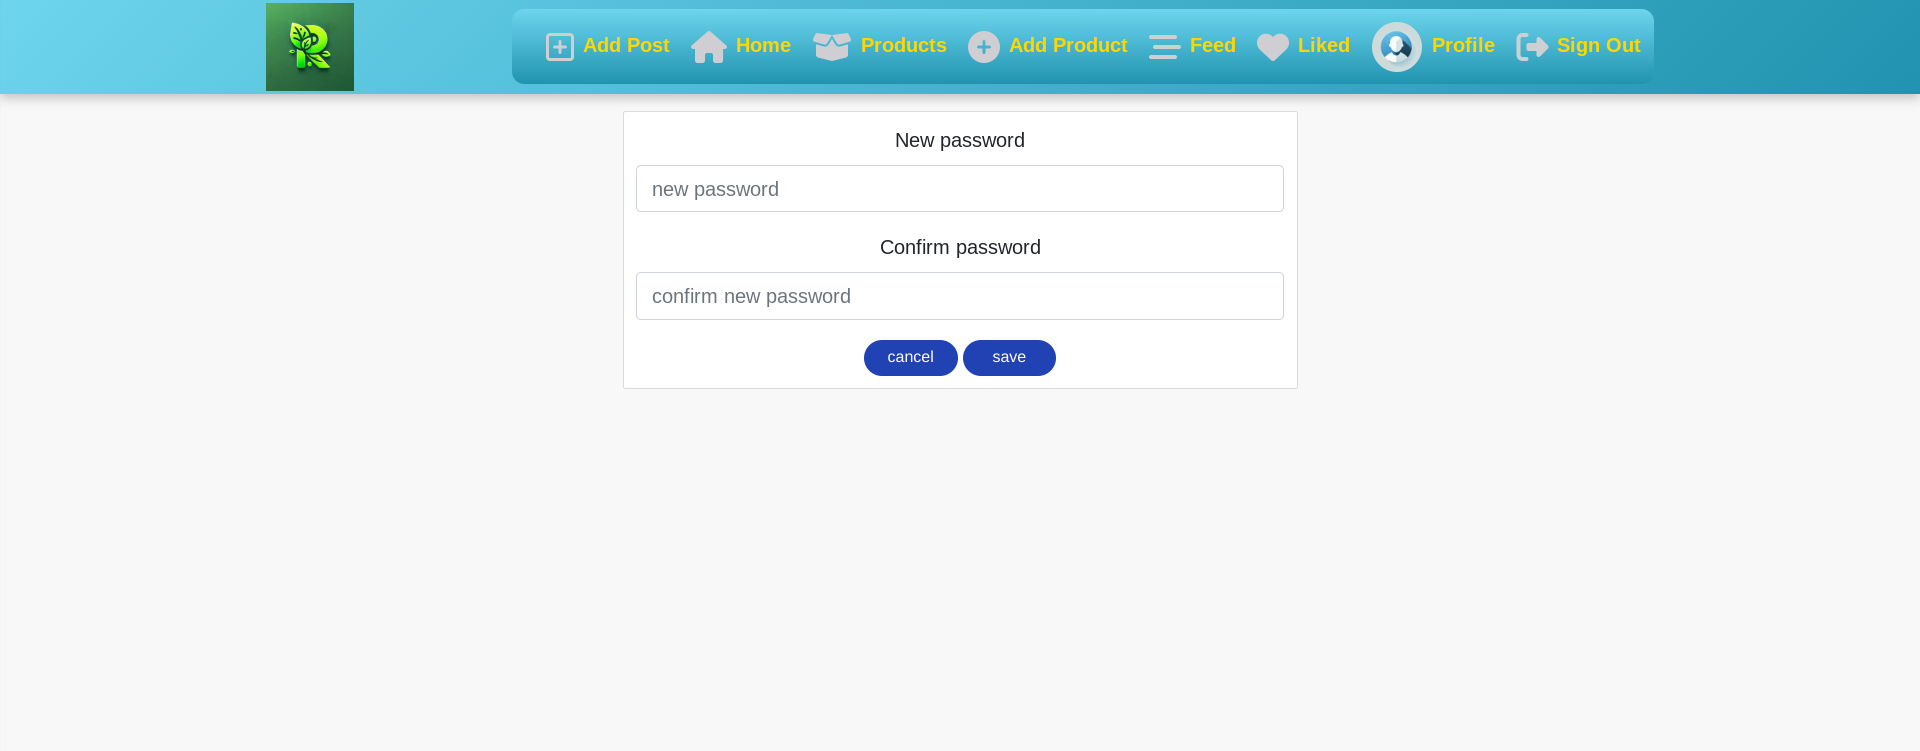 Add Post Home Products Add Product Feed Liked Profile Sign Out
New password
new password
Confirm password
confirm new password
cancel save